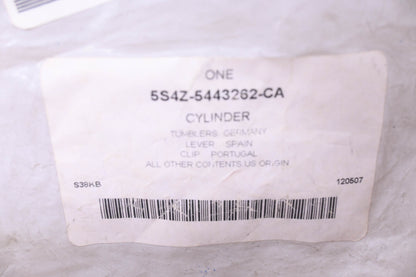 ONE
5S4Z-5443262-CA
CYLINDER
TUMBLERS GERMANY
LEVER SPAIN
CLIP PORTUGAL
ALL OTHER CONTENTS US ORIGIN
S38KB 120507